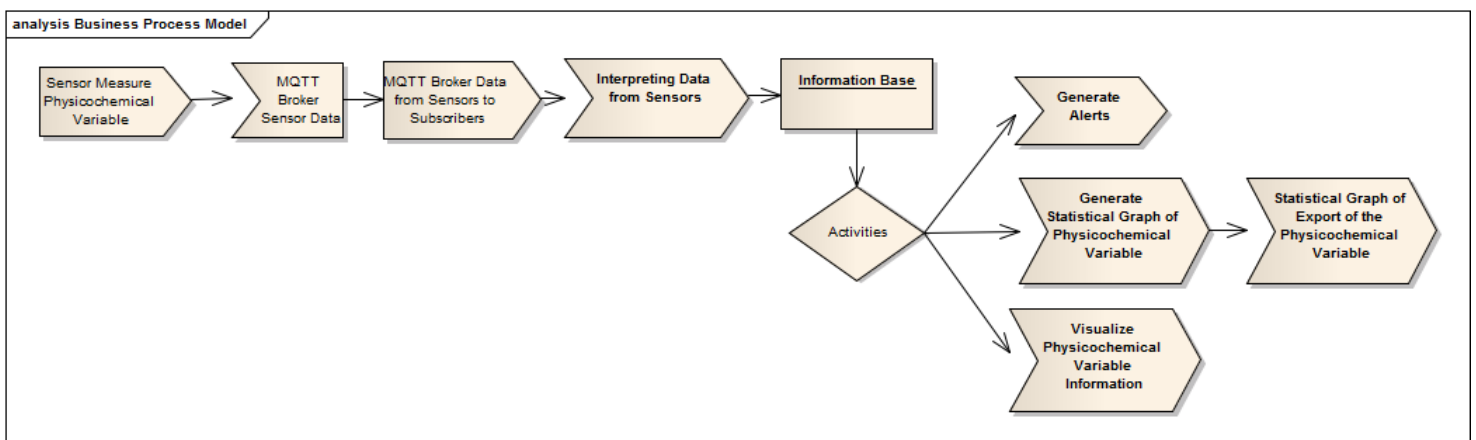 analysis Business Process Model
Sensor Measure
Physicochemical
Variable
MQTT
Broker
Sensor Data
MQTT Broker Data
from Sensors to
Subscribers
Interpreting Data
from Sensors
Information Base
Activities
Generate
Alerts
Generate
Statistical Graph of
Physicochemical
Variable
Statistical Graph of
Export of the
Physicochemical
Variable
Visualize
Physicochemical
Variable
Information